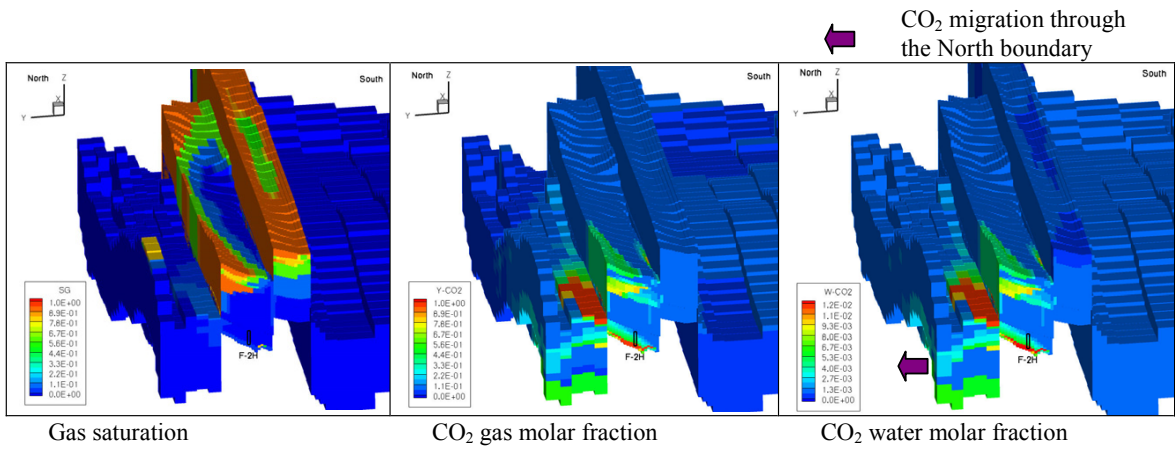 CO₂ migration through
the North boundary
North
Z
X
Y
South
SG
1.0E+00
8.9E-01
7.8E-01
6.7E-01
5.6E-01
4.4E-01
3.3E-01
2.2E-01
1.1E-01
0.0E+00
F-2H
North
Z
X
Y
South
Y-CO2
1.0E+00
8.9E-01
7.8E-01
6.7E-01
5.6E-01
4.4E-01
3.3E-01
2.2E-01
1.1E-01
0.0E+00
F-2H
North
Z
X
Y
South
W-CO2
1.2E-02
1.1E-02
9.3E-03
8.0E-03
6.7E-03
5.3E-03
4.0E-03
2.7E-03
1.3E-03
0.0E+00
F-2H
Gas saturation
CO₂ gas molar fraction
CO₂ water molar fraction